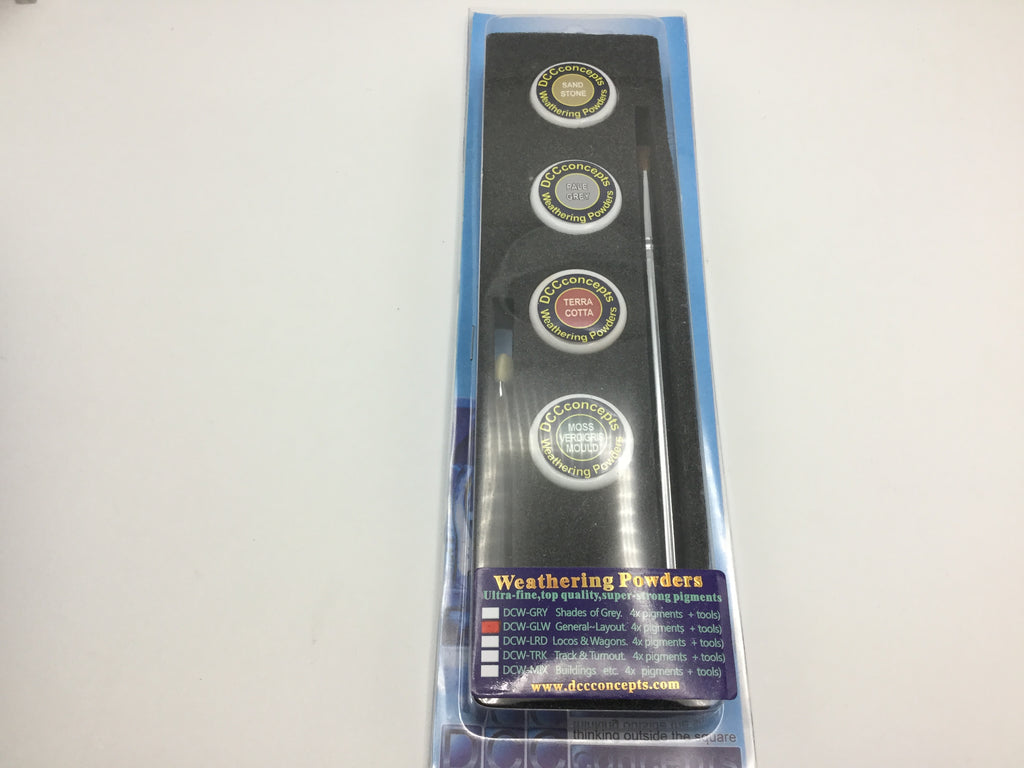 DCCconcepts
SAND
STONE
Weathering Powders
DCCconcepts
PALE
GREY
Weathering Powders
DCCconcepts
TERRA
COTTA
Weathering Powders
DCCconcepts
MOSS
VERDIGRIS
MOULD
Weathering Powders
Weathering Powders
Ultra-fine,top quality,super-strong pigments
DCW-GRY Shades of Grey. 4x pigments + tools)
DCW-GLW General~Layout. 4x pigments + tools)
DCW-LRD Locos & Wagons. 4x pigments + tools)
DCW-TRK Track & Turnout. 4x pigments + tools)
DCW-MIX Buildings etc. 4x pigments + tools)
www.dccconcepts.com
thinking outside the square
DCC